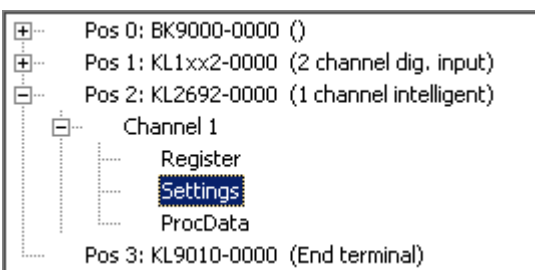 Pos 0: BK9000-0000 ()
Pos 1: KL1xx2-0000 (2 channel dig. input)
Pos 2: KL2692-0000 (1 channel intelligent)
Channel 1
Register
Settings
ProcData
Pos 3: KL9010-0000 (End terminal)